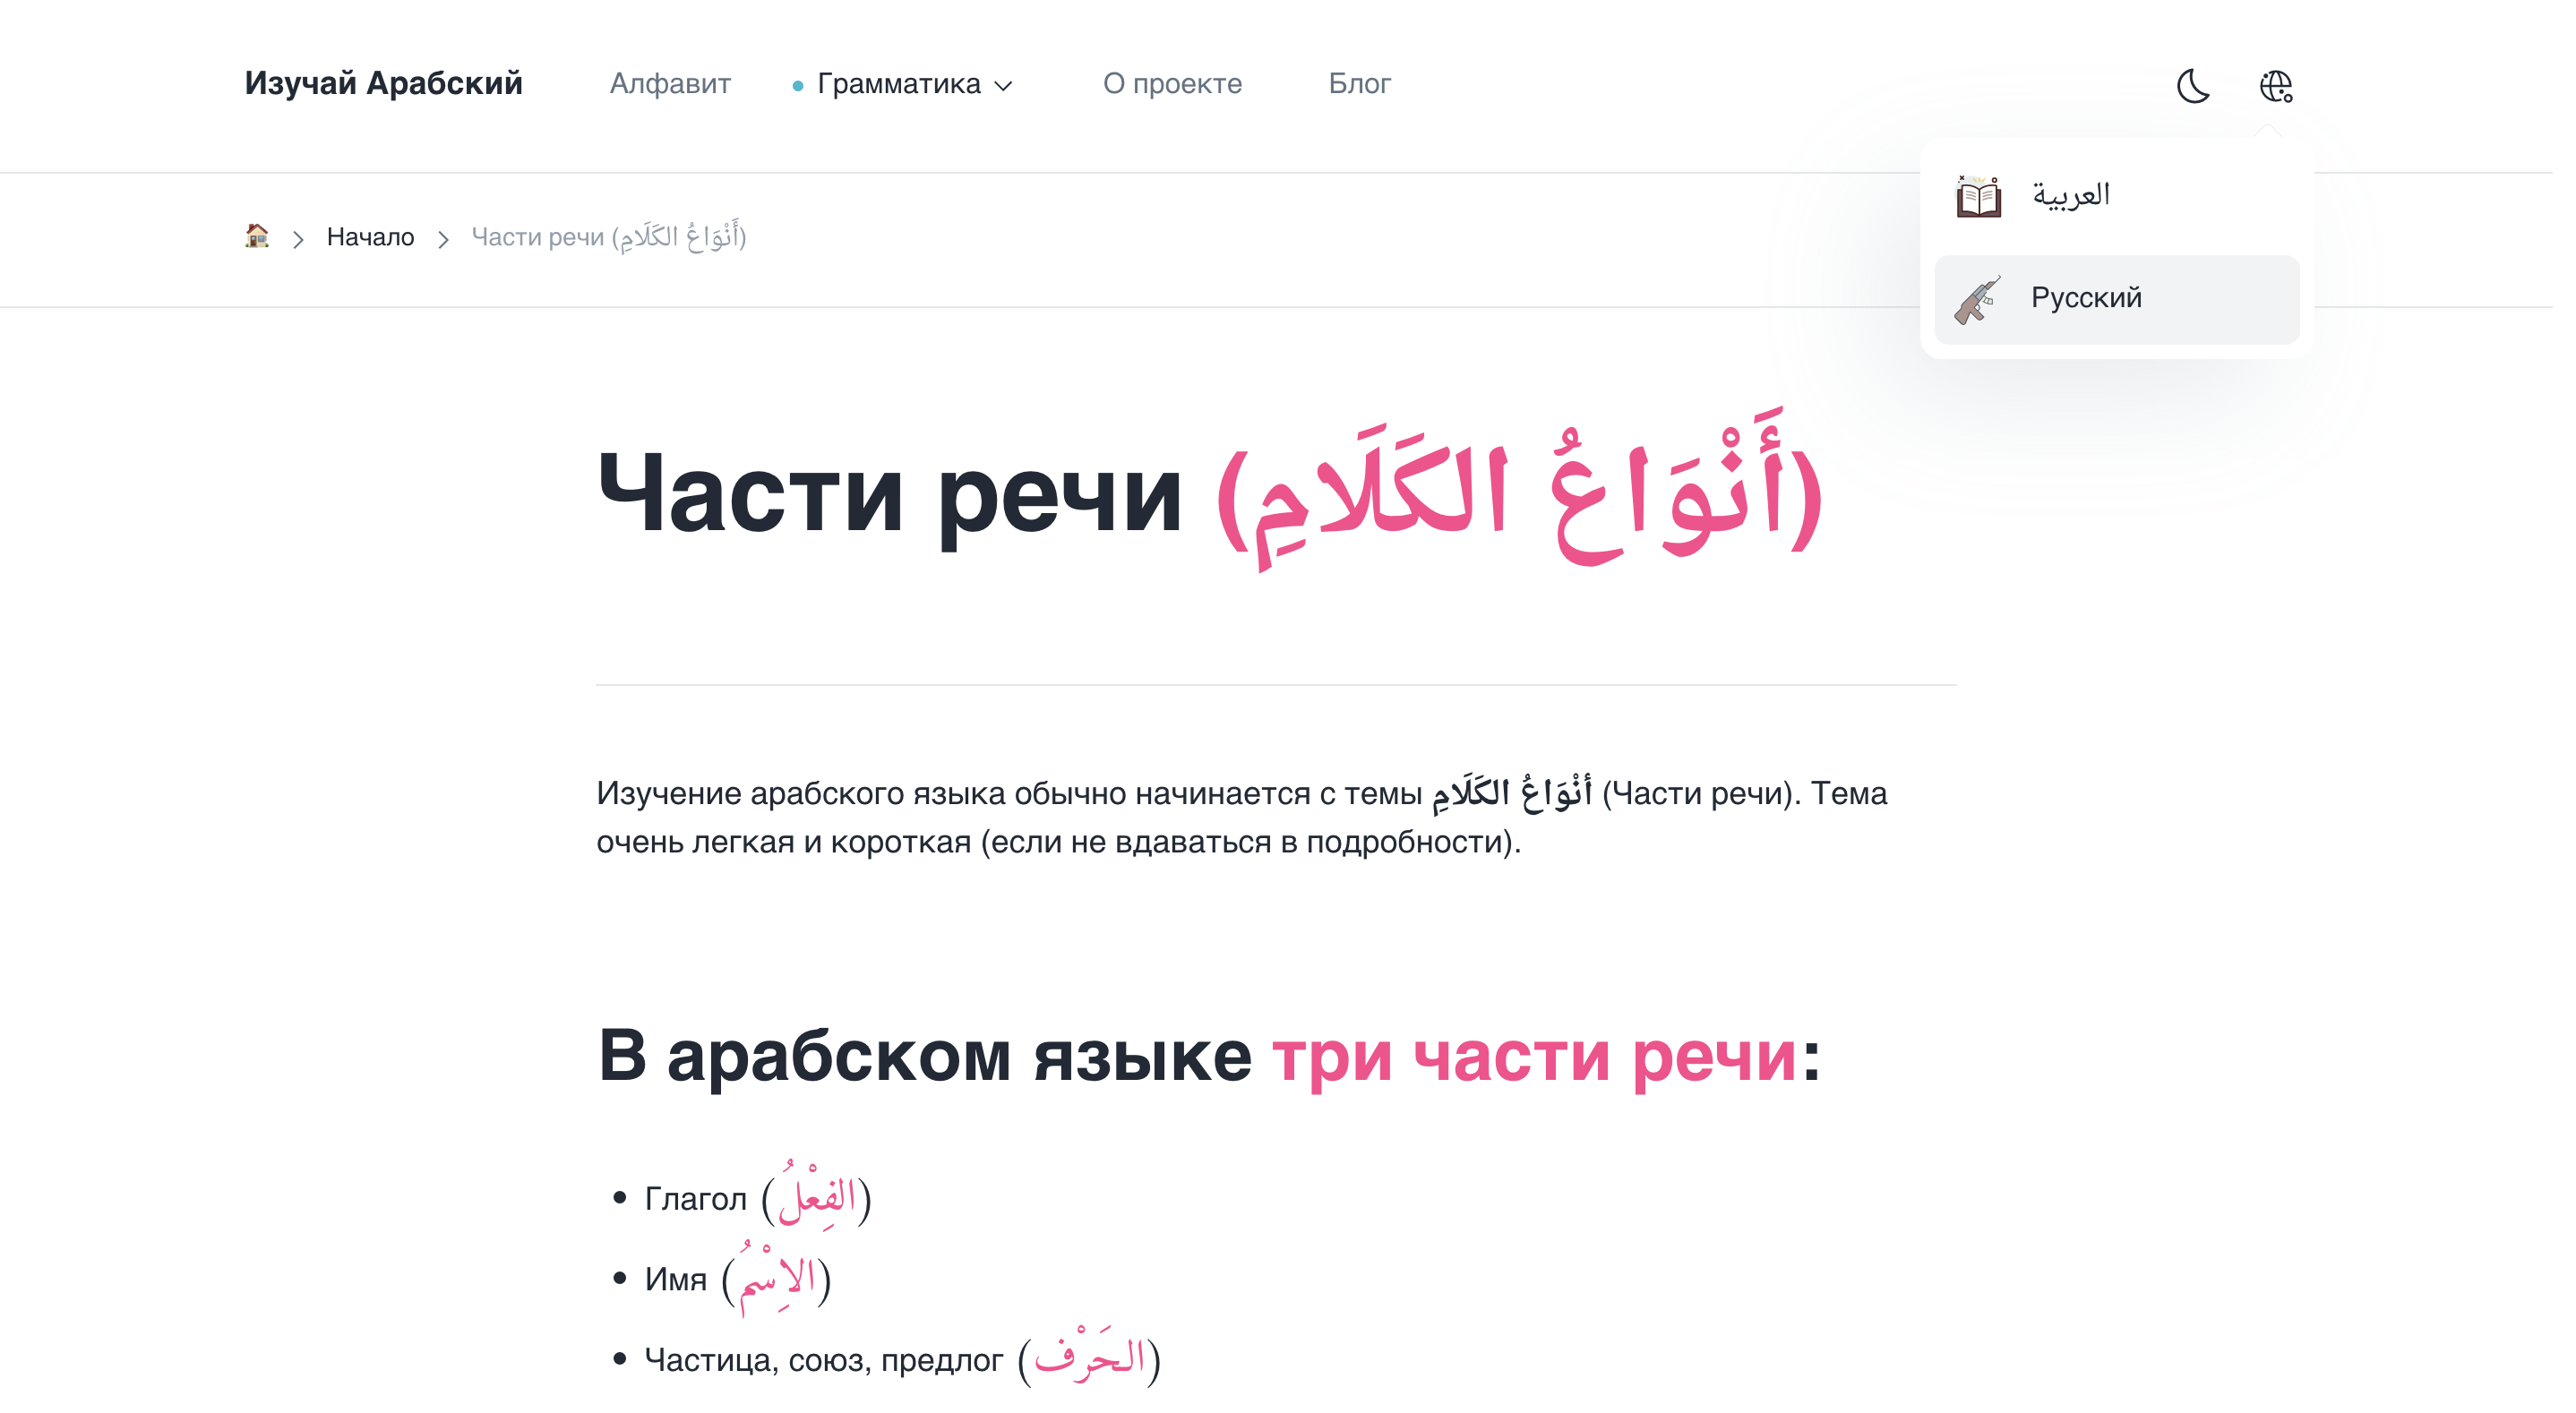 Изучай Арабский Алфавит Грамматика О проекте Блог
العربية
Русский
Начало Части речи (أَنْوَاعُ الكَلَامِ)
Части речи (أَنْوَاعُ الكَلَامِ)
Изучение арабского языка обычно начинается с темы أنْوَاعُ الكَلَامِ (Части речи). Тема
очень легкая и короткая (если не вдаваться в подробности).
В арабском языке три части речи:
Глагол (الفِعْلُ)
Имя (الاِسْمُ)
Частица, союз, предлог (الحَرْف)